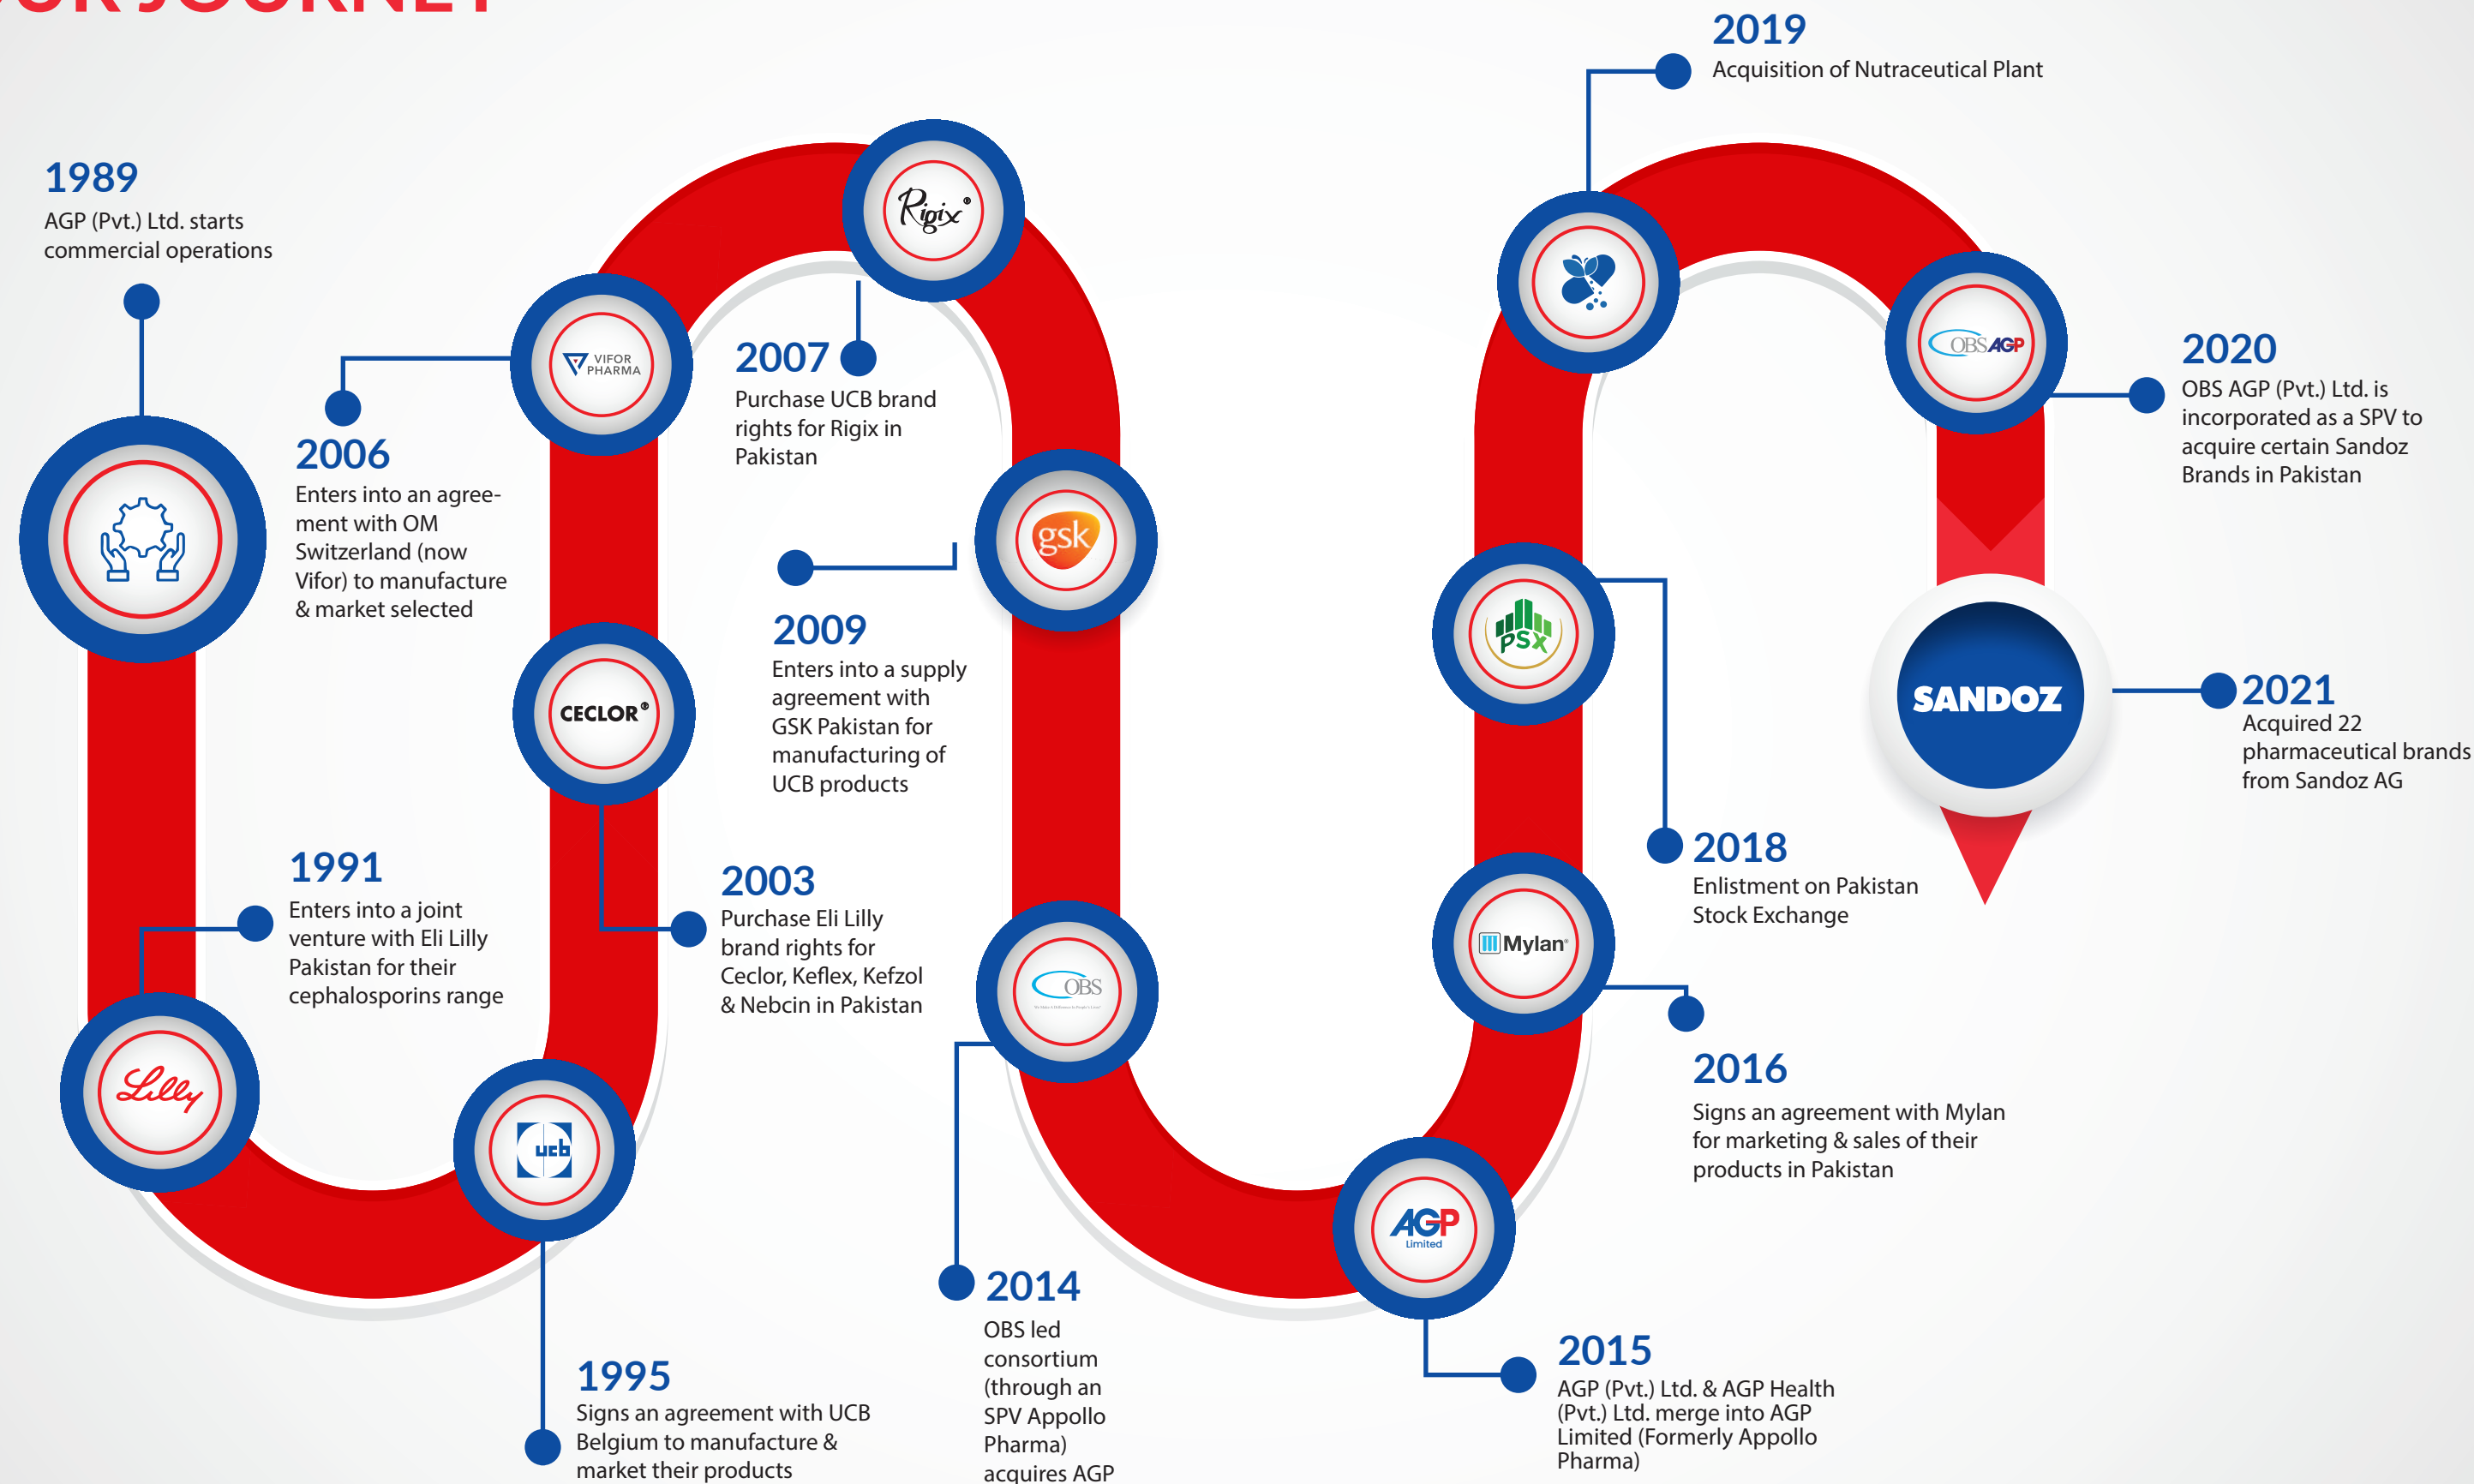 OUR JOURNEY
1989
AGP (Pvt.) Ltd. starts
commercial operations
Lilly
1991
Enters into a joint
venture with Eli Lilly
Pakistan for their
cephalosporins range
ucb
1995
Signs an agreement with UCB
Belgium to manufacture &
market their products
CECLOR®
2003
Purchase Eli Lilly
brand rights for
Ceclor, Keflex, Kefzol
& Nebcin in Pakistan
VIFOR
PHARMA
2006
Enters into an agree-
ment with OM
Switzerland (now
Vifor) to manufacture
& market selected
Rigix®
2007
Purchase UCB brand
rights for Rigix in
Pakistan
gsk
2009
Enters into a supply
agreement with
GSK Pakistan for
manufacturing of
UCB products
OBS
2014
OBS led
consortium
(through an
SPV Appollo
Pharma)
acquires AGP
AGP
Limited
2015
AGP (Pvt.) Ltd. & AGP Health
(Pvt.) Ltd. merge into AGP
Limited (Formerly Appollo
Pharma)
Mylan®
2016
Signs an agreement with Mylan
for marketing & sales of their
products in Pakistan
PSX
2018
Enlistment on Pakistan
Stock Exchange
2019
Acquisition of Nutraceutical Plant
OBS AGP
2020
OBS AGP (Pvt.) Ltd. is
incorporated as a SPV to
acquire certain Sandoz
Brands in Pakistan
SANDOZ
2021
Acquired 22
pharmaceutical brands
from Sandoz AG